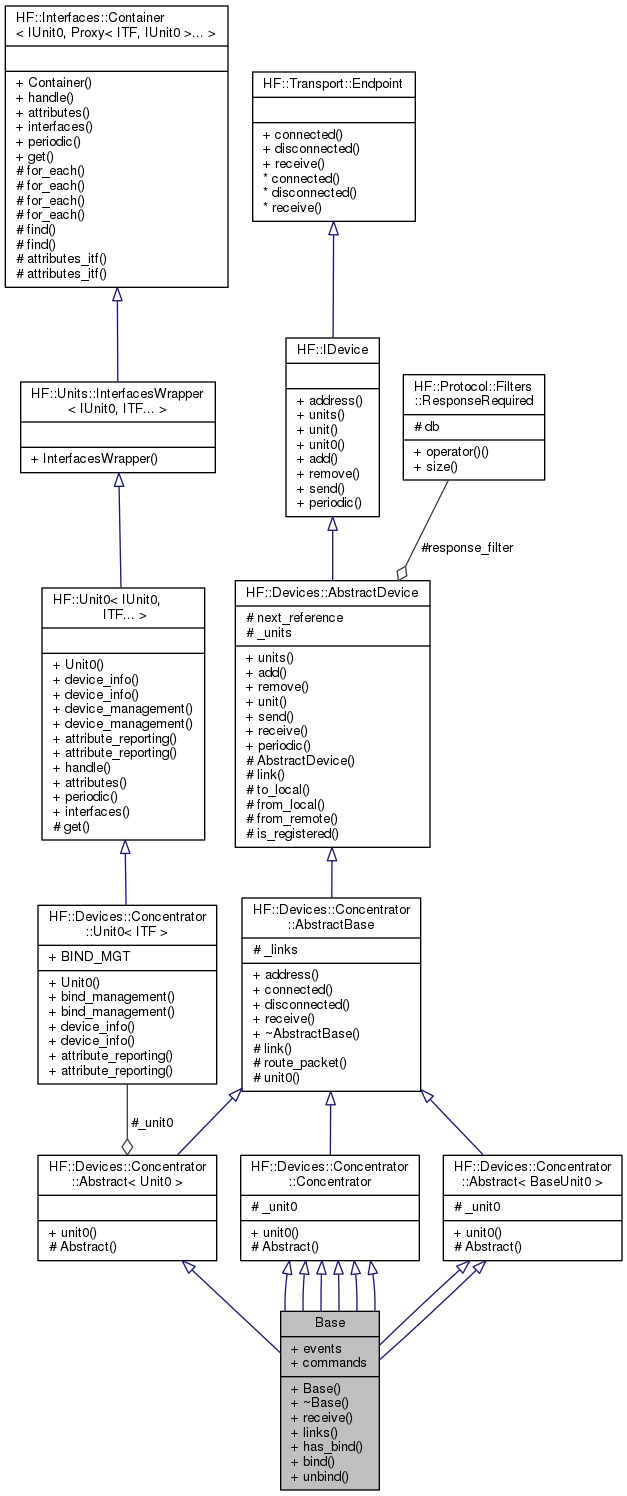 HF::Interfaces::Container
< IUnit0, Proxy< ITF, IUnit0 >... >
+ Container()
+ handle()
+ attributes()
+ interfaces()
+ periodic()
+ get()
# for_each()
# for_each()
# for_each()
# for_each()
# find()
# find()
# attributes_itf()
# attributes_itf()
HF::Transport::Endpoint
+ connected()
+ disconnected()
+ receive()
* connected()
* disconnected()
* receive()
HF::IDevice
+ address()
+ units()
+ unit()
+ unit0()
+ add()
+ remove()
+ send()
+ periodic()
HF::Units::InterfacesWrapper
< IUnit0, ITF... >
+ InterfacesWrapper()
HF::Protocol::Filters
::ResponseRequired
# db
+ operator()()
+ size()
#response_filter
HF::Unit0< IUnit0,
ITF... >
+ Unit0()
+ device_info()
+ device_info()
+ device_management()
+ device_management()
+ attribute_reporting()
+ attribute_reporting()
+ handle()
+ attributes()
+ periodic()
+ interfaces()
# get()
HF::Devices::AbstractDevice
# next_reference
# _units
+ units()
+ add()
+ remove()
+ unit()
+ send()
+ receive()
+ periodic()
# AbstractDevice()
# link()
# to_local()
# from_local()
# from_remote()
# is_registered()
HF::Devices::Concentrator
::Unit0< ITF >
+ BIND_MGT
+ Unit0()
+ bind_management()
+ bind_management()
+ device_info()
+ device_info()
+ attribute_reporting()
+ attribute_reporting()
HF::Devices::Concentrator
::AbstractBase
# _links
+ address()
+ connected()
+ disconnected()
+ receive()
+ ~AbstractBase()
# link()
# route_packet()
# unit0()
#_unit0
HF::Devices::Concentrator
::Abstract< Unit0 >
+ unit0()
# Abstract()
HF::Devices::Concentrator
::Concentrator
# _unit0
+ unit0()
# Abstract()
HF::Devices::Concentrator
::Abstract< BaseUnit0 >
# _unit0
+ unit0()
# Abstract()
Base
+ events
+ commands
+ Base()
+ ~Base()
+ receive()
+ links()
+ has_bind()
+ bind()
+ unbind()